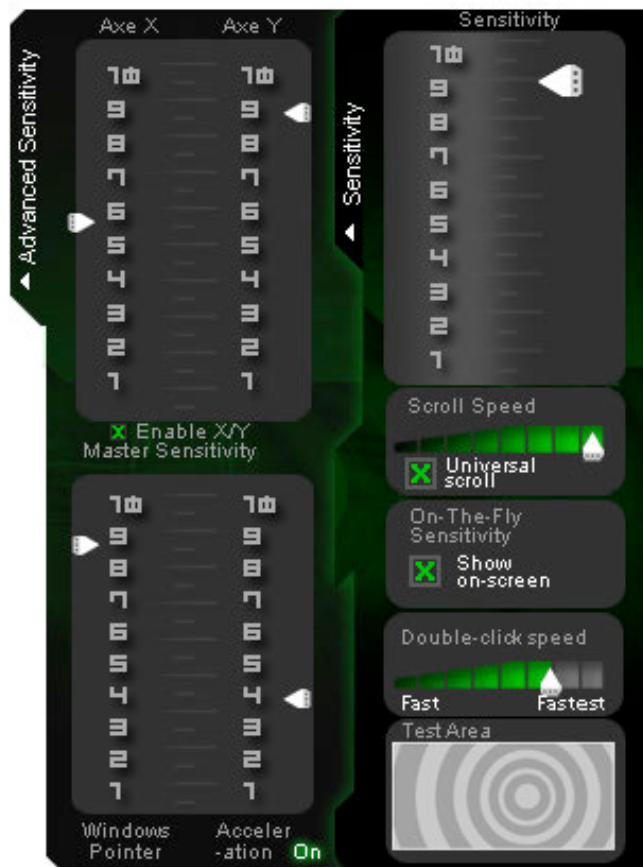 Advanced Sensitivity
Axe X Axe Y
10 10
9 9
8 8
7 7
6 6
5 5
4 4
3 3
2 2
1 1
Enable X/Y
Master Sensitivity
10 10
9 9
8 8
7 7
6 6
5 5
4 4
3 3
2 2
1 1
Windows
Pointer
Acceler
-ation On
Sensitivity
Sensitivity
10
9
8
7
6
5
4
3
2
1
Scroll Speed
Universal
scroll
On-The-Fly
Sensitivity
Show
on-screen
Double-click speed
Fast Fastest
Test Area